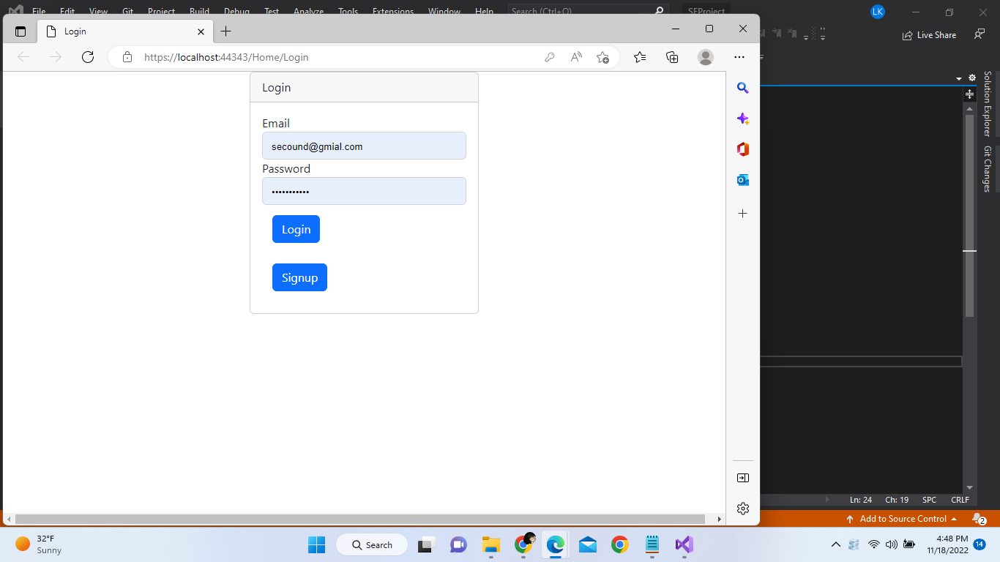 File Edit View Git Project Build Debug Test Analyze Tools Extensions Window Help Search (Ctrl+Q) SEProject LK
Login
Live Share
https://localhost:44343/Home/Login
Login
Email
secound@gmial.com
Password
Login
Signup
Solution Explorer
Git Changes
Ln: 24 Ch: 19 SPC CRLF
Add to Source Control 2
32°F
Sunny
Search
4:48 PM
11/18/2022
14